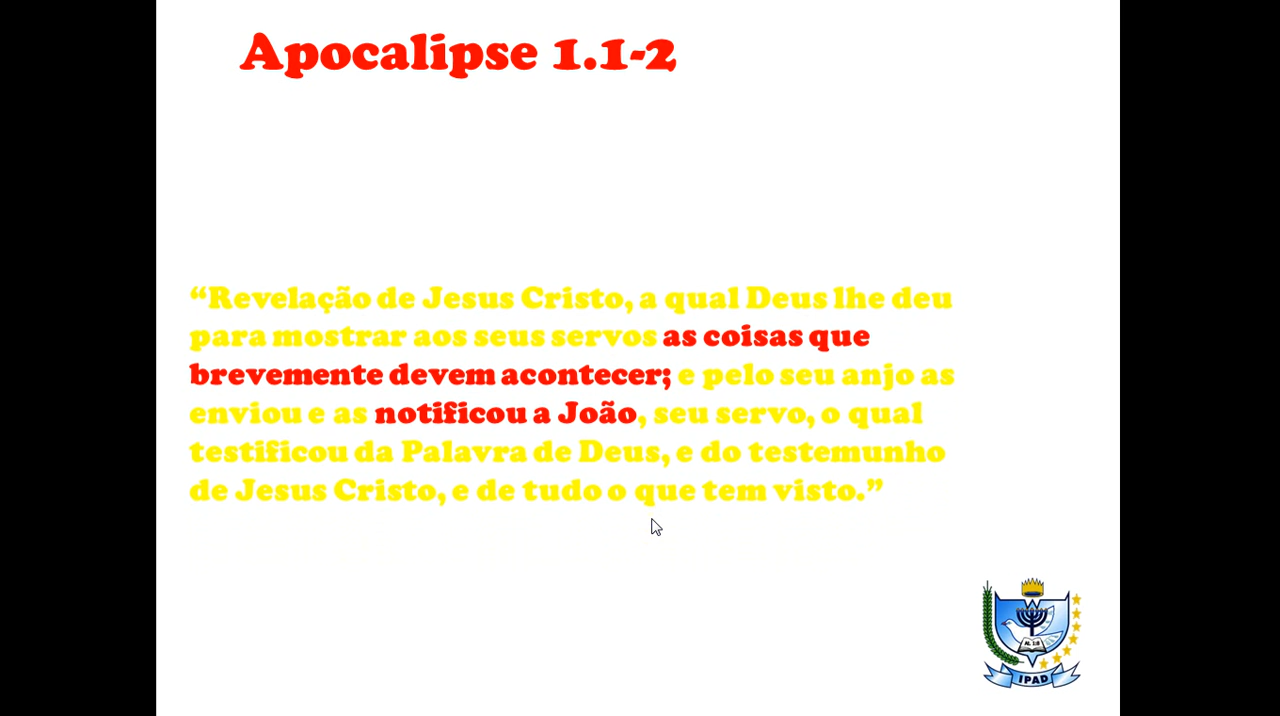 Apocalipse 1.1-2
“Revelação de Jesus Cristo, a qual Deus lhe deu
para mostrar aos seus servos as coisas que
brevemente devem acontecer; e pelo seu anjo as
enviou e as notificou a João, seu servo, o qual
testificou da Palavra de Deus, e do testemunho
de Jesus Cristo, e de tudo o que tem visto.”
IPAD